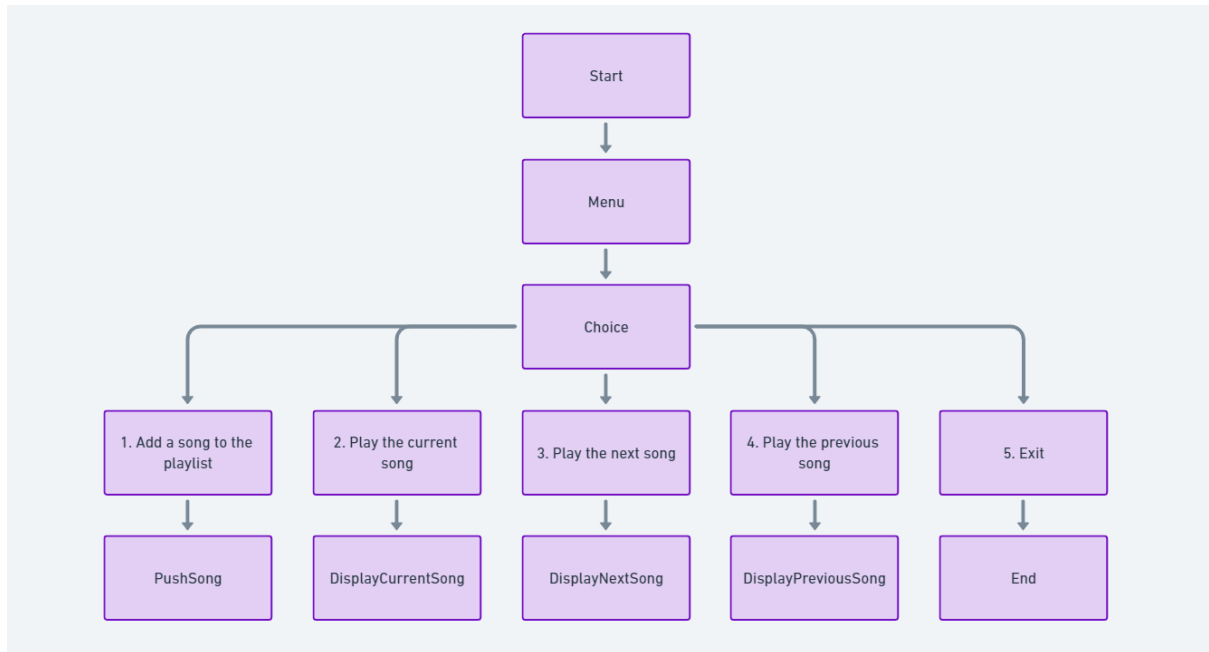 Start
Menu
Choice
1. Add a song to the
playlist
2. Play the current
song
3. Play the next song
4. Play the previous
song
5. Exit
PushSong
DisplayCurrentSong
DisplayNextSong
DisplayPreviousSong
End